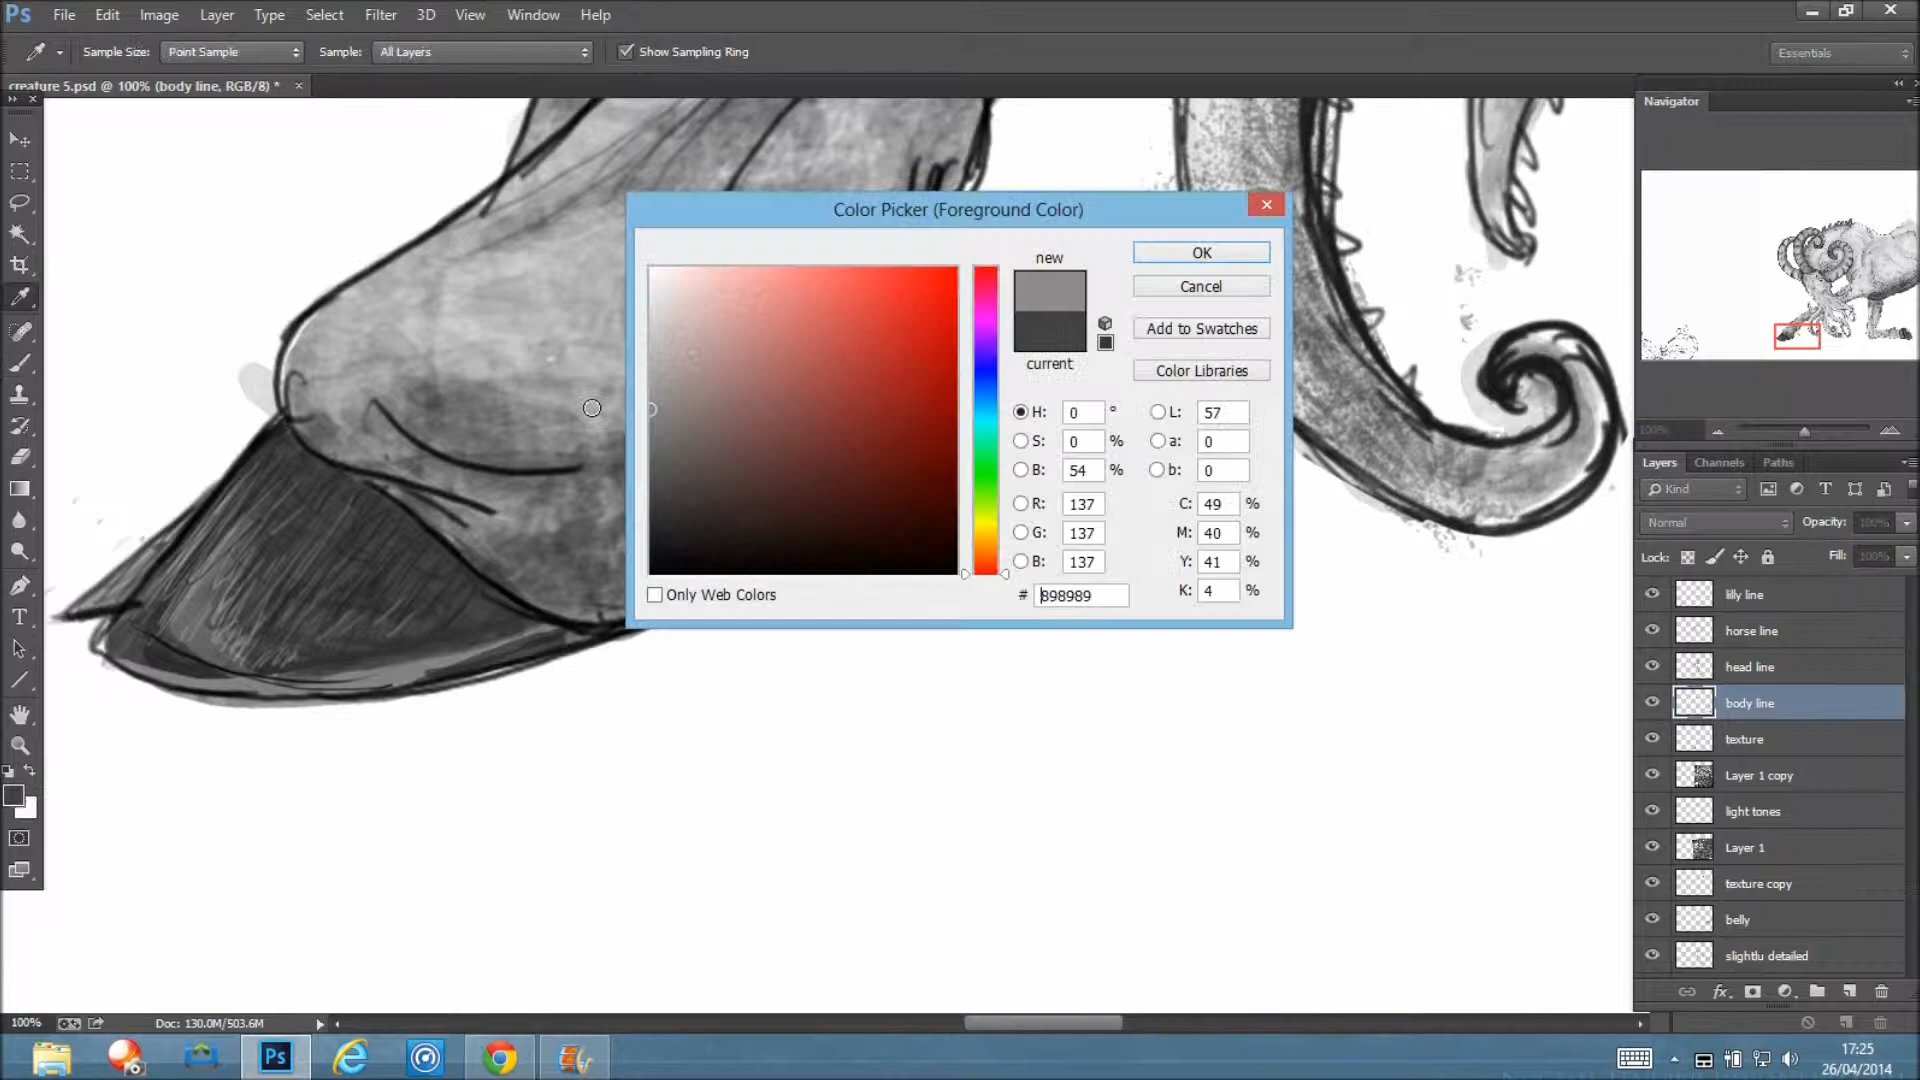 Ps File Edit Image Layer Type Select Filter 3D View Window Help
Sample Size: Point Sample Sample: All Layers Show Sampling Ring Essentials
creature 5.psd @ 100% (body line, RGB/8) * ×
Navigator
Color Picker (Foreground Color)
new
current
OK
Cancel
Add to Swatches
Color Libraries
H: 0 ° L: 57
S: 0 % a: 0
B: 54 % b: 0
R: 137 C: 49 %
G: 137 M: 40 %
B: 137 Y: 41 %
# 898989 K: 4 %
Only Web Colors
100%
Layers Channels Paths
Kind
Normal Opacity: 100%
Lock: Fill: 100%
lilly line
horse line
head line
body line
texture
Layer 1 copy
light tones
Layer 1
texture copy
belly
slightlu detailed
100% Doc: 130.0M/503.6M
Ps
17:25
26/04/2014